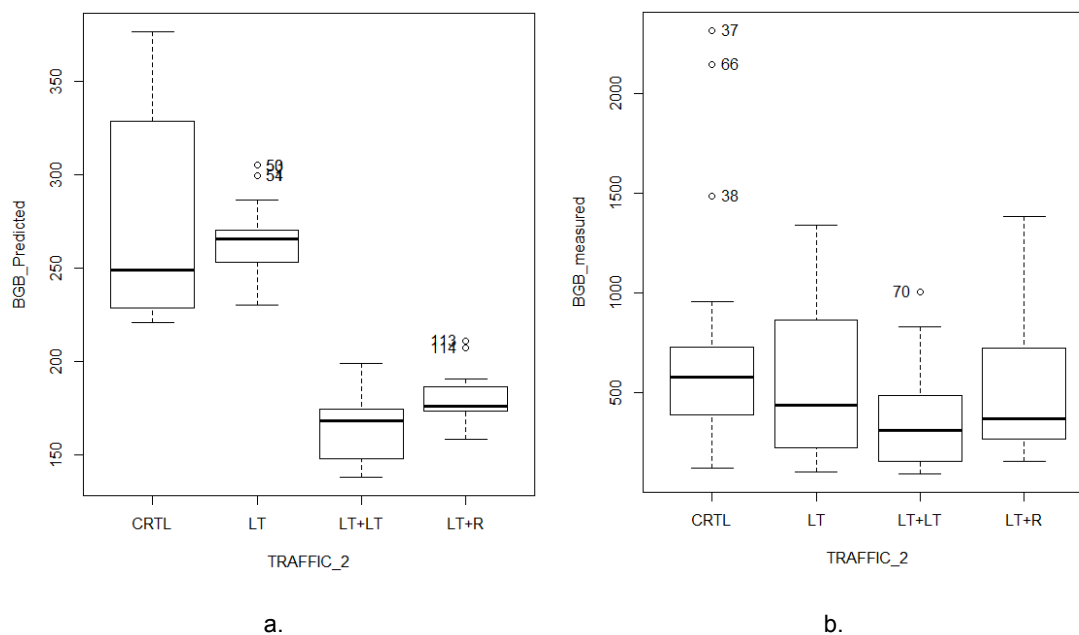 BGB_Predicted
350
300
250
200
150
54
113
114
CRTL
LT
LT+LT
LT+R
TRAFFIC_2
a.
BGB_measured
2000
1500
1000
500
37
66
38
70
CRTL
LT
LT+LT
LT+R
TRAFFIC_2
b.